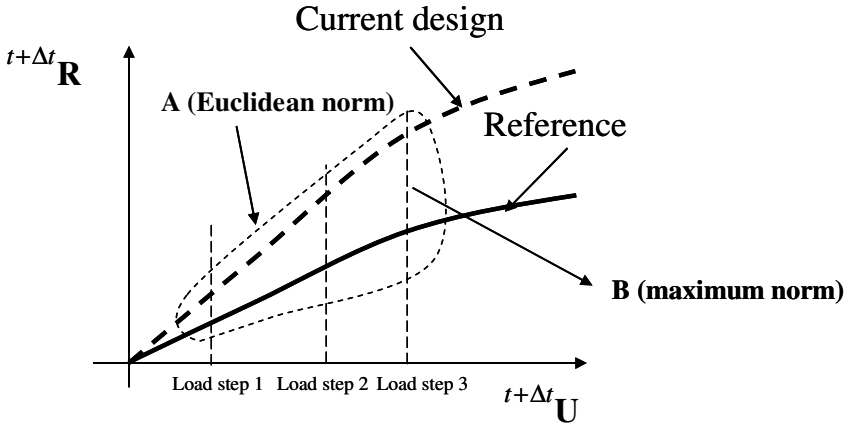 Current design
t+Δt R
A (Euclidean norm)
Reference
B (maximum norm)
Load step 1 Load step 2 Load step 3
t+Δt U